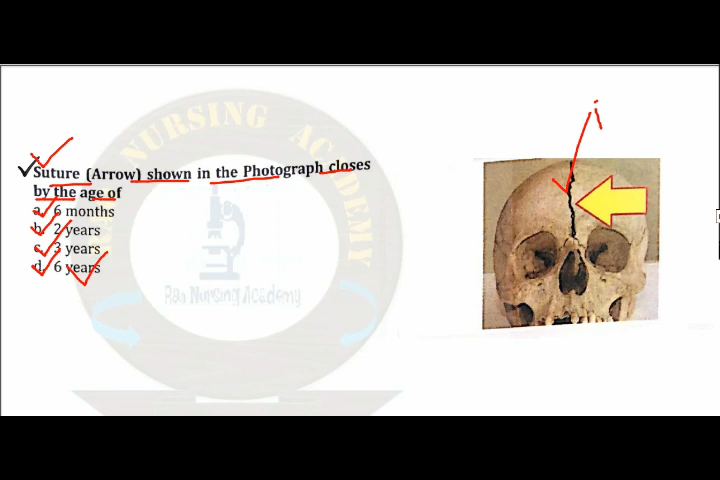 NURSING ACADEMY
i
Suture (Arrow) shown in the Photograph closes
by the age of
a. 6 months
b. 2 years
c. 3 years
d. 6 years
Rao Nursing Academy